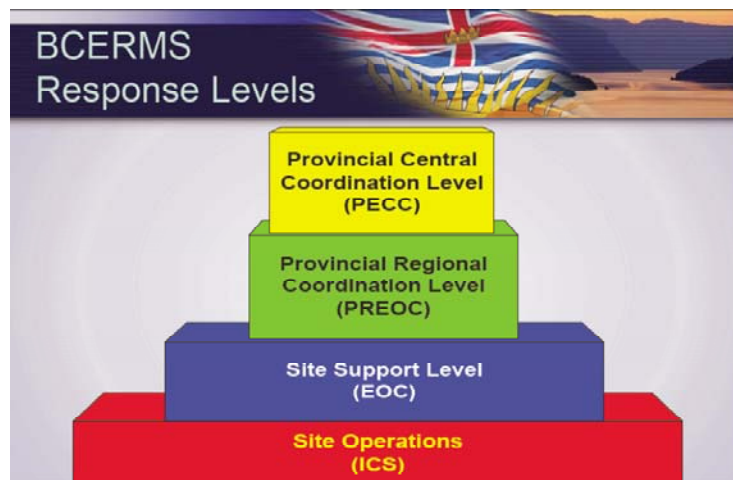 BCERMS
Response Levels
Provincial Central
Coordination Level
(PECC)
Provincial Regional
Coordination Level
(PREOC)
Site Support Level
(EOC)
Site Operations
(ICS)